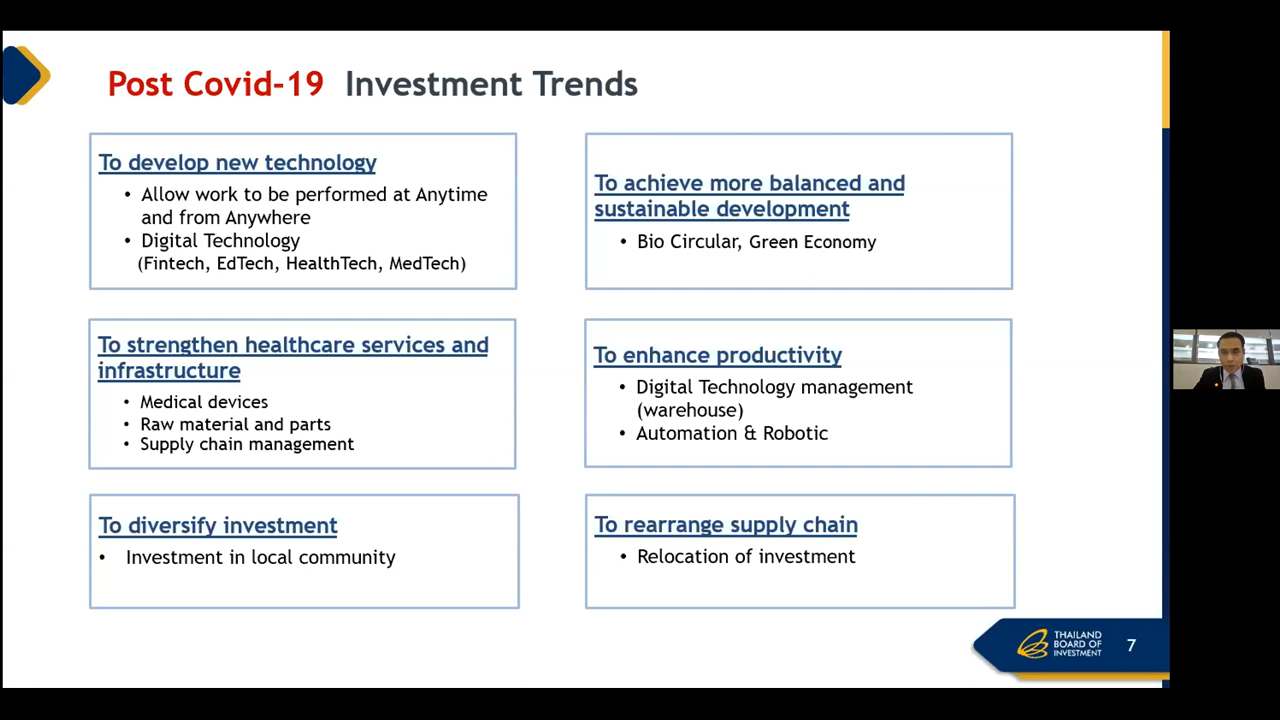 Post Covid-19 Investment Trends
To develop new technology
• Allow work to be performed at Anytime
and from Anywhere
• Digital Technology
(Fintech, EdTech, HealthTech, MedTech)
To achieve more balanced and
sustainable development
• Bio Circular, Green Economy
To strengthen healthcare services and
infrastructure
• Medical devices
• Raw material and parts
• Supply chain management
To enhance productivity
• Digital Technology management
(warehouse)
• Automation & Robotic
To diversify investment
• Investment in local community
To rearrange supply chain
• Relocation of investment
THAILAND
BOARD OF
INVESTMENT
7